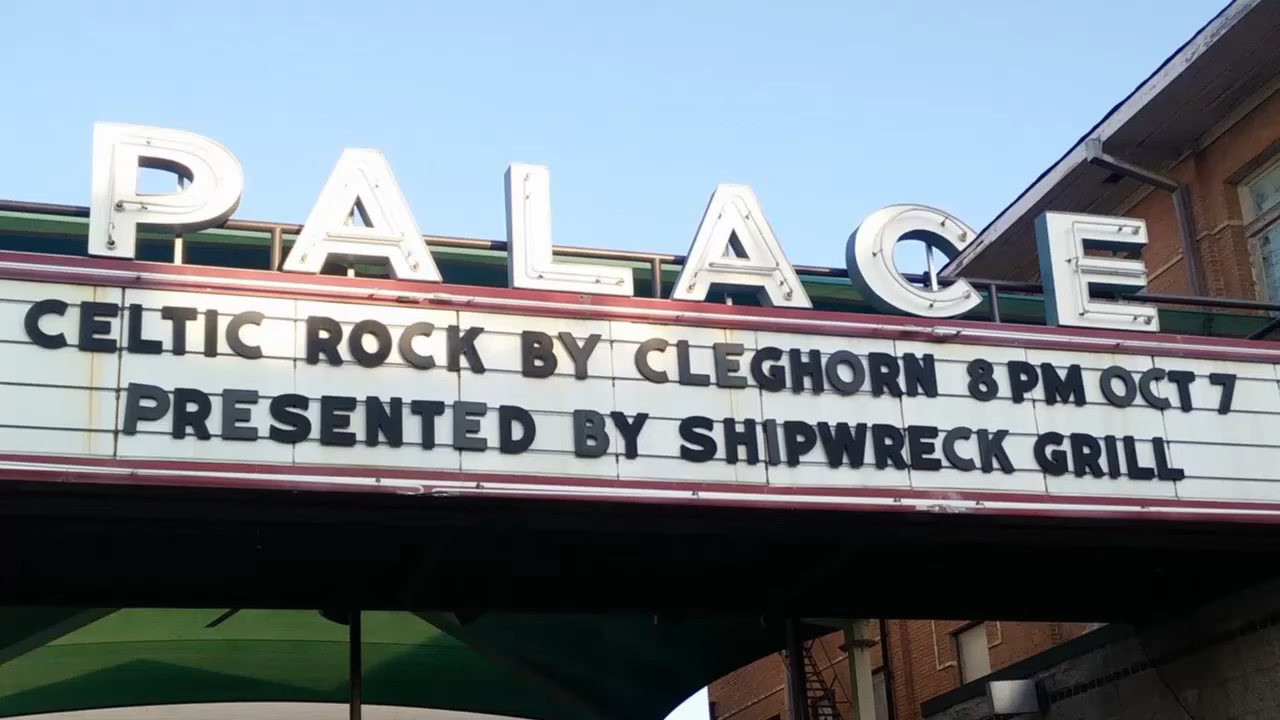 PALACE
CELTIC ROCK BY CLEGHORN 8PM OCT 7
PRESENTED BY SHIPWRECK GRILL